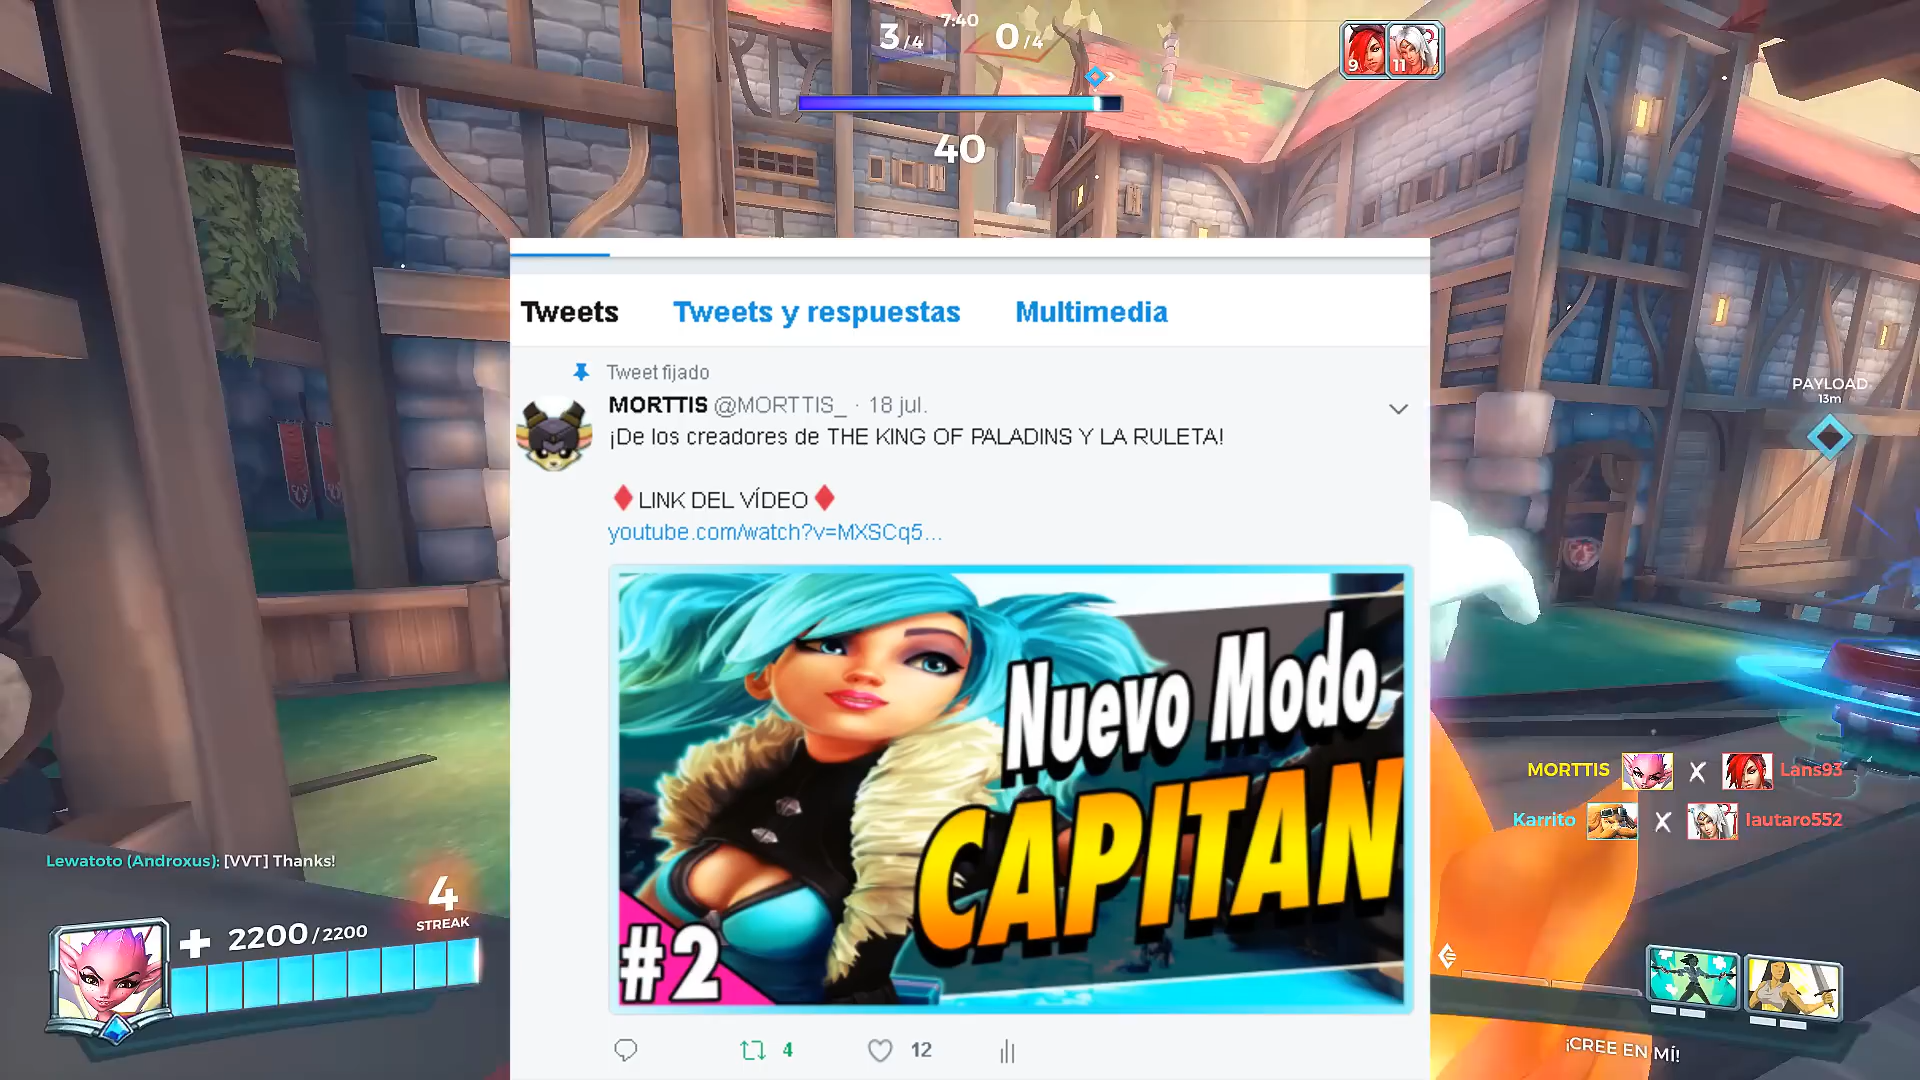 7:40
3/4
0/4
9
11
40
Tweets
Tweets y respuestas
Multimedia
Tweet fijado
MORTTIS @MORTTIS_ · 18 jul.
¡De los creadores de THE KING OF PALADINS Y LA RULETA!
♦LINK DEL VÍDEO♦
youtube.com/watch?v=MXSCq5...
Nuevo Modo
CAPITAN
#2
4
12
PAYLOAD
13m
MORTTIS X Lans93
Karrito X lautaro552
Lewatoto (Androxus): [VVT] Thanks!
4
STREAK
2200/2200
¡CREE EN MÍ!